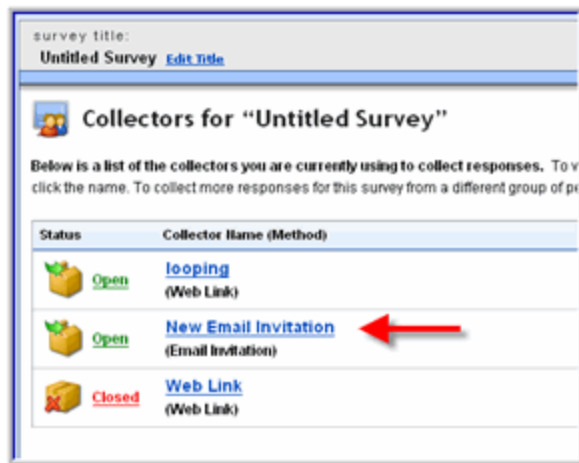 survey title:
Untitled Survey Edit Title
Collectors for “Untitled Survey”
Below is a list of the collectors you are currently using to collect responses. To
click the name. To collect more responses for this survey from a different group of
Status Collector Name (Method)
Open looping
(Web Link)
Open New Email Invitation
(Email Invitation)
Closed Web Link
(Web Link)